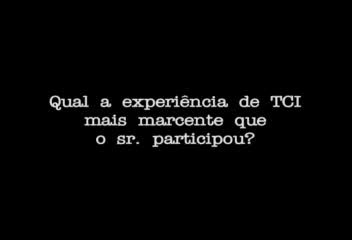 Qual a experiência de TCI
mais marcente que
o sr. participou?